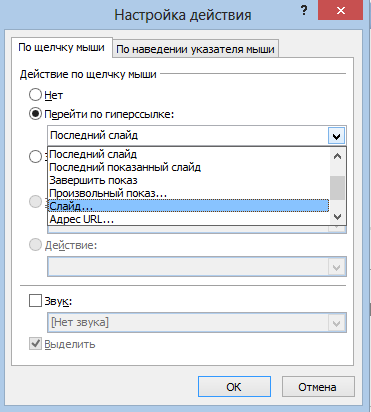 Настройка действия
?
По щелчку мыши
По наведении указателя мыши
Действие по щелчку мыши
Нет
Перейти по гиперссылке:
Последний слайд
Последний слайд
Последний показанный слайд
Завершить показ
Произвольный показ...
Слайд...
Адрес URL...
Действие:
Звук:
[Нет звука]
Выделить
ОК
Отмена